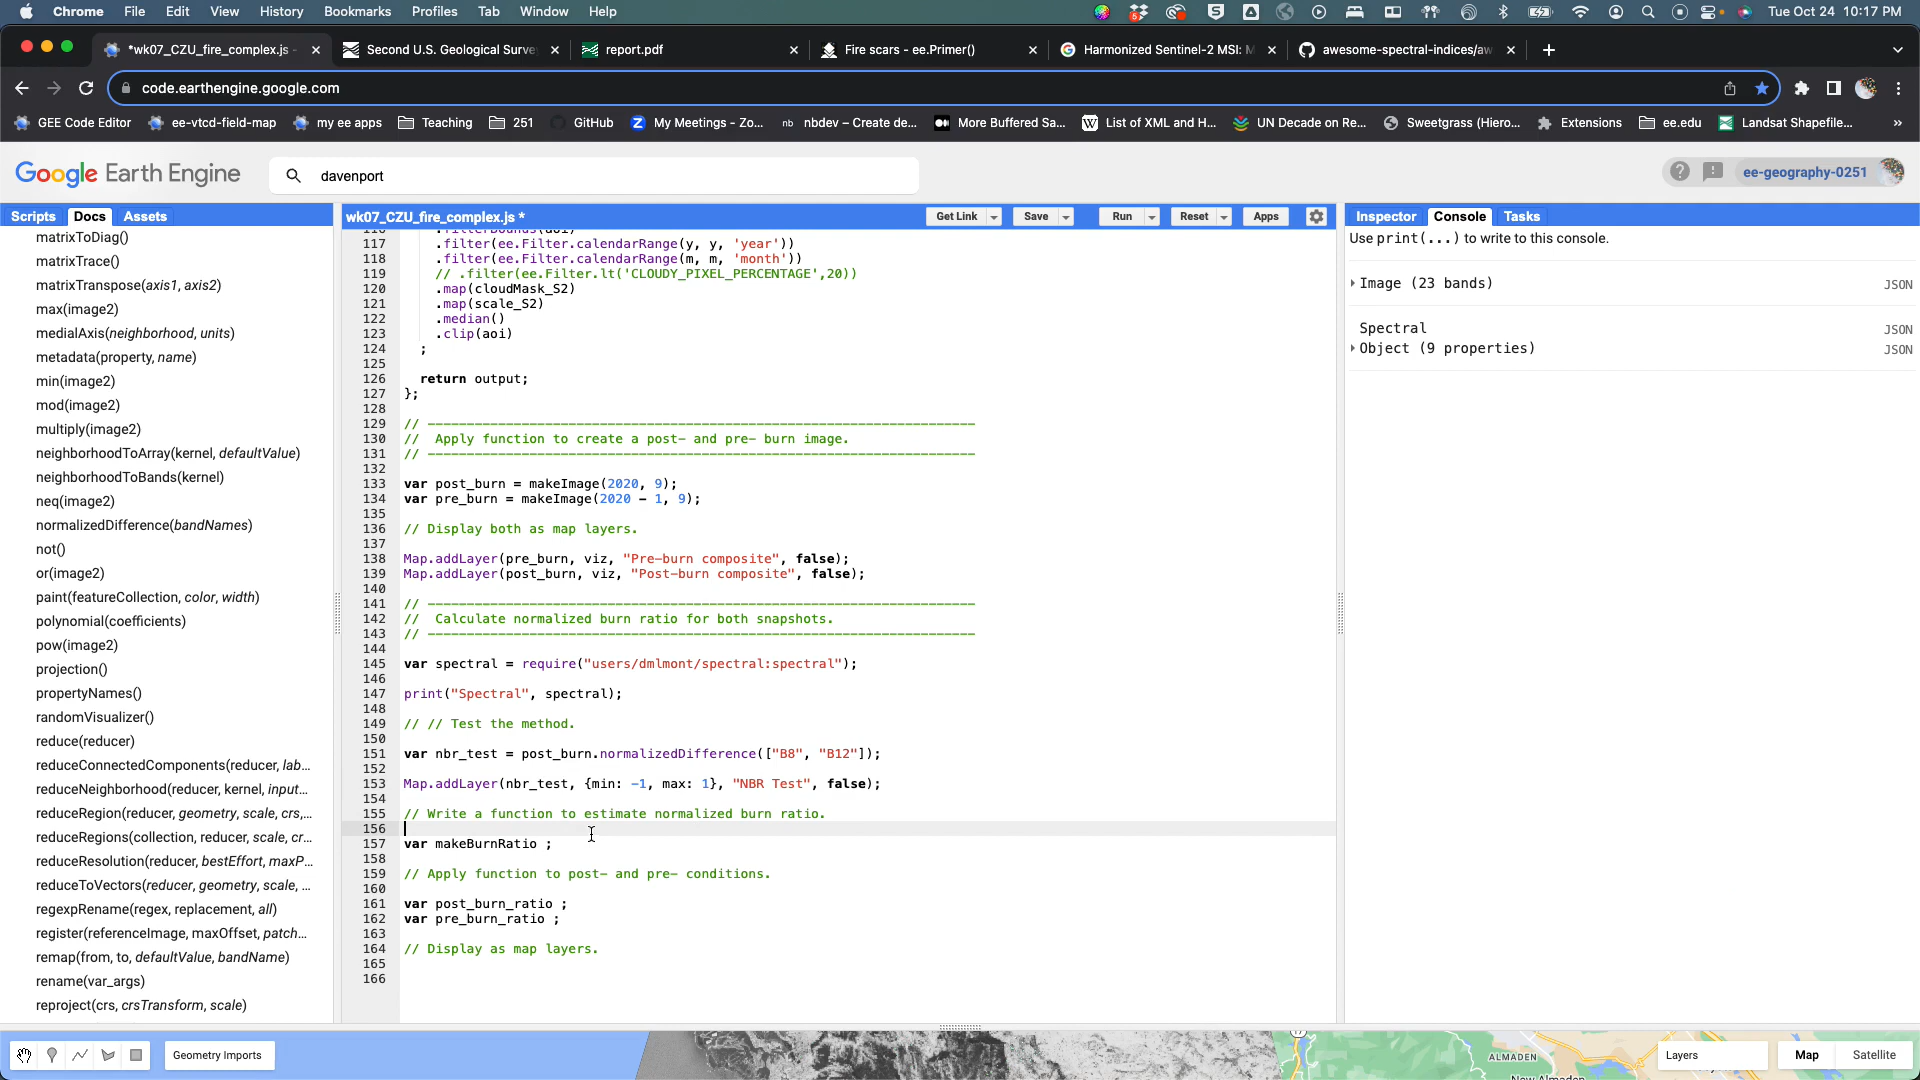 Chrome File Edit View History Bookmarks Profiles Tab Window Help Tue Oct 24 10:17 PM
*wk07_CZU_fire_complex.js - Second U.S. Geological Surve report.pdf Fire scars - ee.Primer() Harmonized Sentinel-2 MSI: M awesome-spectral-indices/aw
code.earthengine.google.com
GEE Code Editor ee-vtcd-field-map my ee apps Teaching 251 GitHub My Meetings - Zo... nb nbdev – Create de... More Buffered Sa... List of XML and H... UN Decade on Re... Sweetgrass (Hiero... Extensions ee.edu Landsat Shapefile... »
Google Earth Engine davenport ee-geography-0251
Scripts Docs Assets
matrixToDiag()
matrixTrace()
matrixTranspose(axis1, axis2)
max(image2)
medialAxis(neighborhood, units)
metadata(property, name)
min(image2)
mod(image2)
multiply(image2)
neighborhoodToArray(kernel, defaultValue)
neighborhoodToBands(kernel)
neq(image2)
normalizedDifference(bandNames)
not()
or(image2)
paint(featureCollection, color, width)
polynomial(coefficients)
pow(image2)
projection()
propertyNames()
randomVisualizer()
reduce(reducer)
reduceConnectedComponents(reducer, lab...
reduceNeighborhood(reducer, kernel, input...
reduceRegion(reducer, geometry, scale, crs,...
reduceRegions(collection, reducer, scale, cr...
reduceResolution(reducer, bestEffort, maxP...
reduceToVectors(reducer, geometry, scale, ...
regexpRename(regex, replacement, all)
register(referenceImage, maxOffset, patch...
remap(from, to, defaultValue, bandName)
rename(var_args)
reproject(crs, crsTransform, scale)
wk07_CZU_fire_complex.js * Get Link Save Run Reset Apps
116 .filterBounds(aoi)
117 .filter(ee.Filter.calendarRange(y, y, 'year'))
118 .filter(ee.Filter.calendarRange(m, m, 'month'))
119 // .filter(ee.Filter.lt('CLOUDY_PIXEL_PERCENTAGE',20))
120 .map(cloudMask_S2)
121 .map(scale_S2)
122 .median()
123 .clip(aoi)
124 ;
125
126 return output;
127 };
128
129 // ----------------------------------------------------------------------
130 // Apply function to create a post- and pre- burn image.
131 // ----------------------------------------------------------------------
132
133 var post_burn = makeImage(2020, 9);
134 var pre_burn = makeImage(2020 - 1, 9);
135
136 // Display both as map layers.
137
138 Map.addLayer(pre_burn, viz, "Pre-burn composite", false);
139 Map.addLayer(post_burn, viz, "Post-burn composite", false);
140
141 // ----------------------------------------------------------------------
142 // Calculate normalized burn ratio for both snapshots.
143 // ----------------------------------------------------------------------
144
145 var spectral = require("users/dmlmont/spectral:spectral");
146
147 print("Spectral", spectral);
148
149 // // Test the method.
150
151 var nbr_test = post_burn.normalizedDifference(["B8", "B12"]);
152
153 Map.addLayer(nbr_test, {min: -1, max: 1}, "NBR Test", false);
154
155 // Write a function to estimate normalized burn ratio.
156
157 var makeBurnRatio ;
158
159 // Apply function to post- and pre- conditions.
160
161 var post_burn_ratio ;
162 var pre_burn_ratio ;
163
164 // Display as map layers.
165
166
Inspector Console Tasks
Use print(...) to write to this console.
Image (23 bands) JSON
Spectral JSON
Object (9 properties) JSON
Geometry Imports
17
ALMADEN
New Almaden
Layers Map Satellite